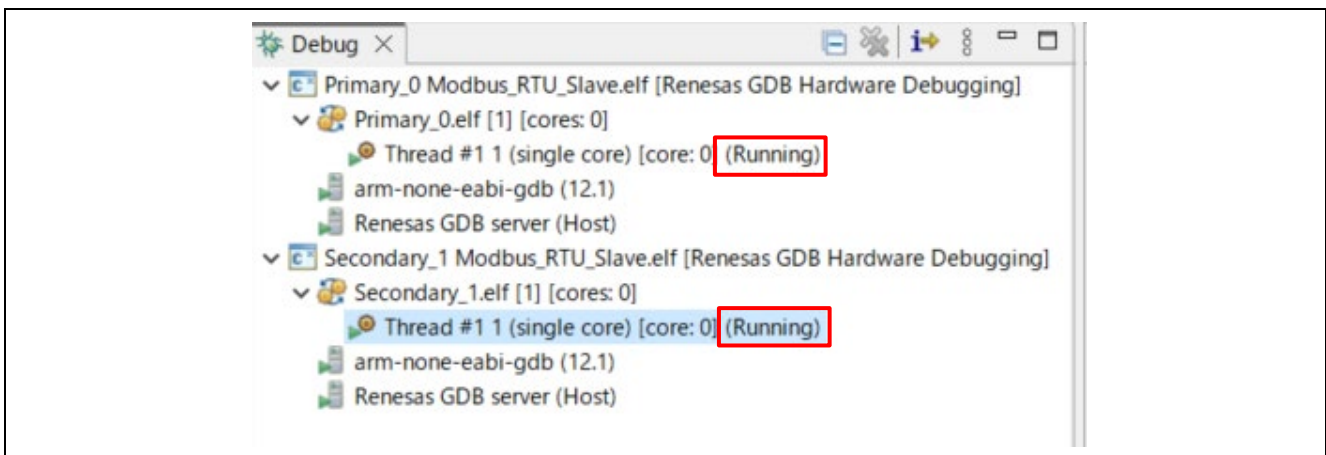 Debug
Primary_0 Modbus_RTU_Slave.elf [Renesas GDB Hardware Debugging]
Primary_0.elf [1] [cores: 0]
Thread #1 1 (single core) [core: 0] (Running)
arm-none-eabi-gdb (12.1)
Renesas GDB server (Host)
Secondary_1 Modbus_RTU_Slave.elf [Renesas GDB Hardware Debugging]
Secondary_1.elf [1] [cores: 0]
Thread #1 1 (single core) [core: 0] (Running)
arm-none-eabi-gdb (12.1)
Renesas GDB server (Host)